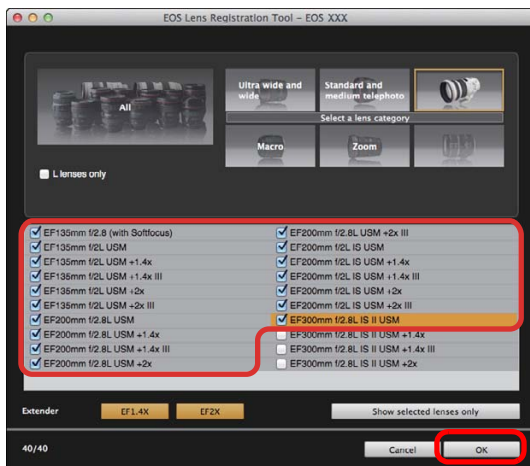 EOS Lens Registration Tool – EOS XXX
All
Ultra wide and wide
Standard and medium telephoto
Select a lens category
Macro
Zoom
L lenses only
EF135mm f/2.8 (with Softfocus)
EF135mm f/2L USM
EF135mm f/2L USM +1.4x
EF135mm f/2L USM +1.4x III
EF135mm f/2L USM +2x
EF135mm f/2L USM +2x III
EF200mm f/2.8L USM
EF200mm f/2.8L USM +1.4x
EF200mm f/2.8L USM +1.4x III
EF200mm f/2.8L USM +2x
EF200mm f/2.8L USM +2x III
EF200mm f/2L IS USM
EF200mm f/2L IS USM +1.4x
EF200mm f/2L IS USM +1.4x III
EF200mm f/2L IS USM +2x
EF200mm f/2L IS USM +2x III
EF300mm f/2.8L IS II USM
EF300mm f/2.8L IS II USM +1.4x
EF300mm f/2.8L IS II USM +1.4x III
EF300mm f/2.8L IS II USM +2x
Extender
EF1.4X
EF2X
Show selected lenses only
40/40
Cancel
OK